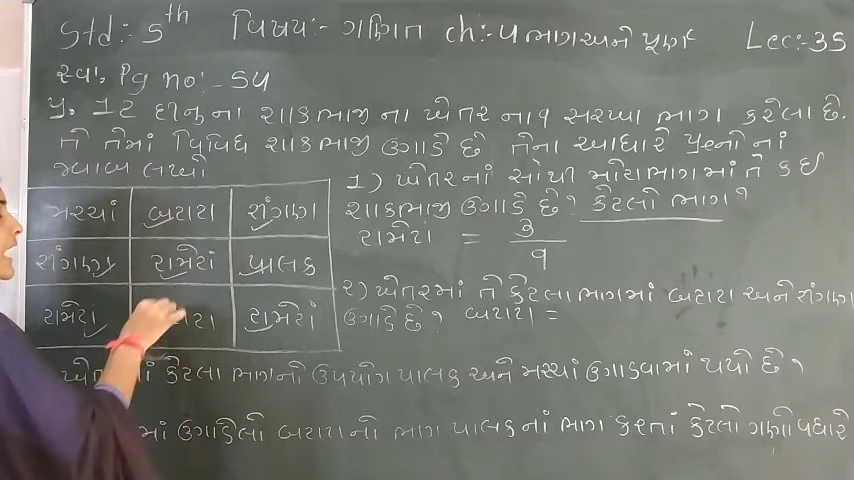 Std:- 5th વિષય:- ગણિત ch:- 4 ભાગ અને પૂર્ણ Lec:- 35
સ્વા. Pg no:- 54
પ્ર. 12 દીનુના શાકભાજી ના ખેતર ના 9 સરખા ભાગ કરેલા છે.
તો તેમાં વિવિધ શાકભાજી ઉગાડે છે તેના આધારે પ્રશ્નો નાં
જવાબ લખો
મરચાં બટાટા રીંગણ
રીંગણ ટામેટાં પાલક
ટામેટા ટામેટાં
1) ખેતરનાં સૌથી મોટા ભાગમાં તે કઈ
શાકભાજી ઉગાડે છે? કેટલો ભાગ?
ટામેટાં = 3/9
2) ખેતરમાં તે કેટલા ભાગમાં બટાટા અને રીંગણ
ઉગાડે છે? બટાટા =
કેટલા ભાગનો ઉપયોગ પાલક અને મરચાં ઉગાડવામાં થયો છે?
માં ઉગાડેલો બટાટાનો ભાગ પાલકનાં ભાગ કરતાં કેટલો ગણો વધારે